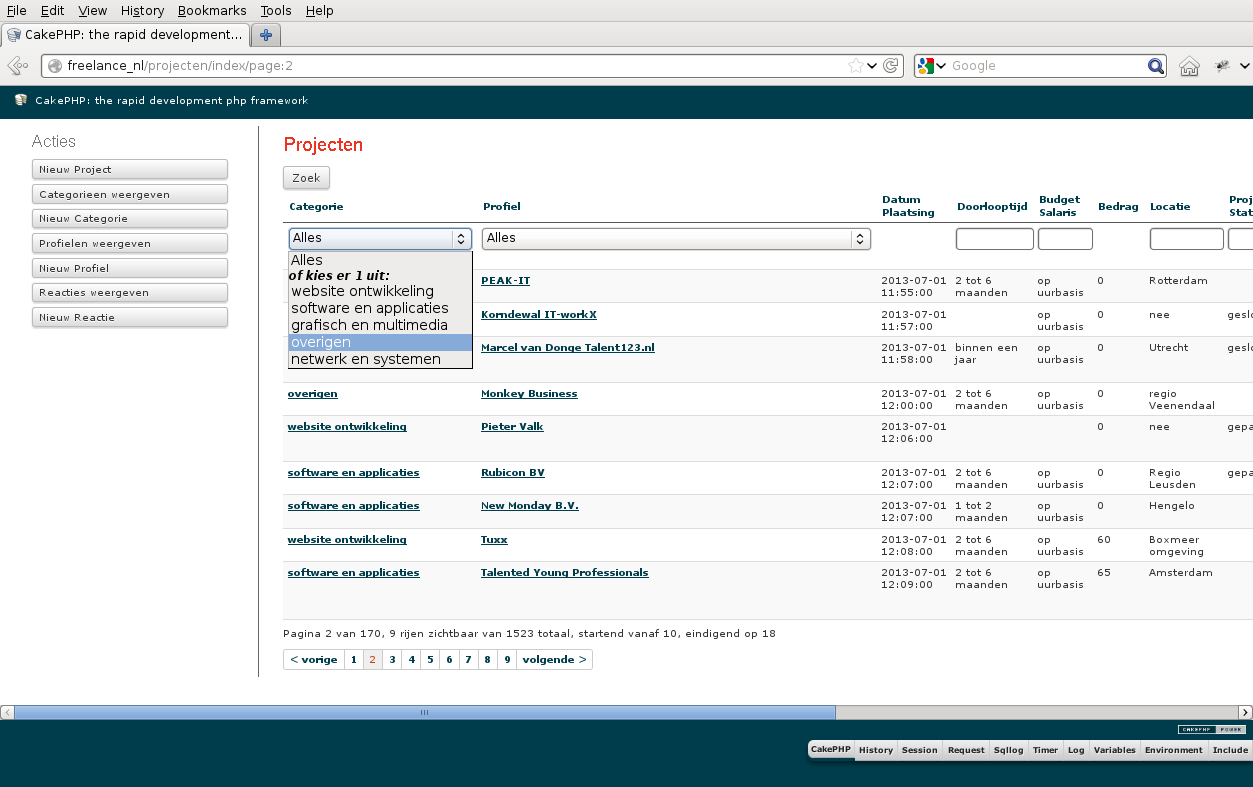 File Edit View History Bookmarks Tools Help
CakePHP: the rapid development...
freelance_nl/projecten/index/page:2
Google
CakePHP: the rapid development php framework
Acties
Nieuw Project
Categorieen weergeven
Nieuw Categorie
Profielen weergeven
Nieuw Profiel
Reacties weergeven
Nieuw Reactie
Projecten
Zoek
Categorie Profiel Datum Plaatsing Doorlooptijd Budget Salaris Bedrag Locatie Proj Stat
Alles Alles
Alles
of kies er 1 uit:
website ontwikkeling
software en applicaties
grafisch en multimedia
overigen
netwerk en systemen
PEAK-IT 2013-07-01 11:55:00 2 tot 6 maanden op uurbasis 0 Rotterdam
Korndewal IT-workX 2013-07-01 11:57:00 op uurbasis 0 nee geslo
Marcel van Donge Talent123.nl 2013-07-01 11:58:00 binnen een jaar op uurbasis 0 Utrecht geslo
overigen Monkey Business 2013-07-01 12:00:00 2 tot 6 maanden op uurbasis 0 regio Veenendaal
website ontwikkeling Pieter Valk 2013-07-01 12:06:00 0 nee gepa
software en applicaties Rubicon BV 2013-07-01 12:07:00 2 tot 6 maanden op uurbasis 0 Regio Leusden gepa
software en applicaties New Monday B.V. 2013-07-01 12:07:00 1 tot 2 maanden op uurbasis 0 Hengelo
website ontwikkeling Tuxx 2013-07-01 12:08:00 2 tot 6 maanden op uurbasis 60 Boxmeer omgeving
software en applicaties Talented Young Professionals 2013-07-01 12:09:00 2 tot 6 maanden op uurbasis 65 Amsterdam
Pagina 2 van 170, 9 rijen zichtbaar van 1523 totaal, startend vanaf 10, eindigend op 18
< vorige 1 2 3 4 5 6 7 8 9 volgende >
CAKEPHP POWER
CakePHP History Session Request Sqllog Timer Log Variables Environment Include